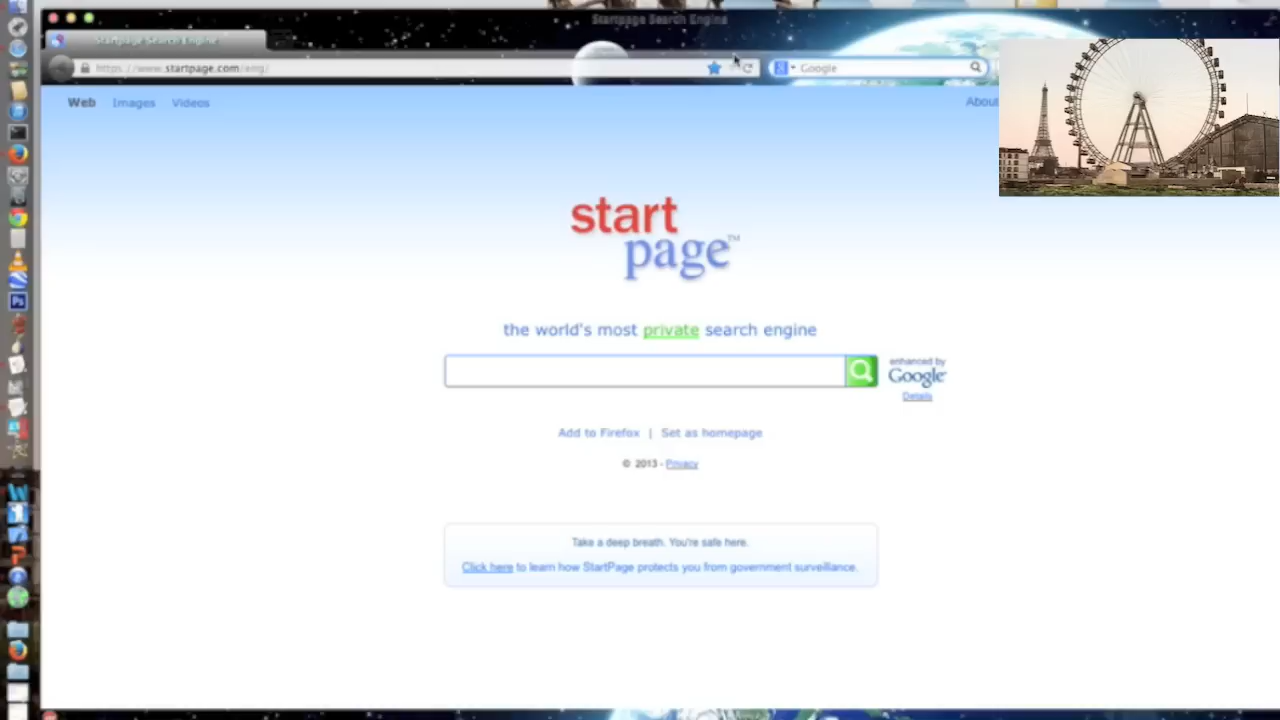 Startpage Search Engine
Startpage Search Engine
https://www.startpage.com/eng/
Google
Web Images Videos
About
start
page™
the world's most private search engine
enhanced by
Google
Details
Add to Firefox | Set as homepage
© 2013 - Privacy
Take a deep breath. You're safe here.
Click here to learn how StartPage protects you from government surveillance.
Ps